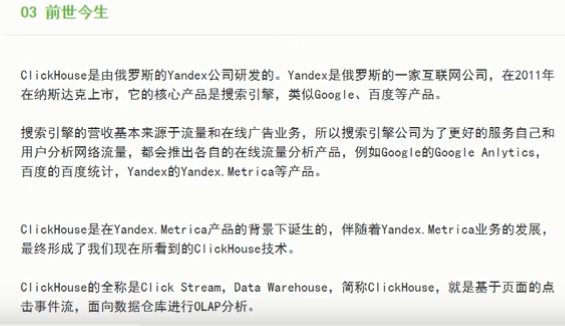 03 前世今生
ClickHouse是由俄罗斯的Yandex公司研发的。Yandex是俄罗斯的一家互联网公司，在2011年
在纳斯达克上市，它的核心产品是搜索引擎，类似Google、百度等产品。
搜索引擎的营收基本来源于流量和在线广告业务，所以搜索引擎公司为了更好的服务自己和
用户分析网络流量，都会推出各自的在线流量分析产品，例如Google的Google Anlytics，
百度的百度统计，Yandex的Yandex.Metrica等产品。
ClickHouse是在Yandex.Metrica产品的背景下诞生的，伴随着Yandex.Metrica业务的发展，
最终形成了我们现在所看到的ClickHouse技术。
ClickHouse的全称是Click Stream，Data Warehouse，简称ClickHouse，就是基于页面的点
击事件流，面向数据仓库进行OLAP分析。